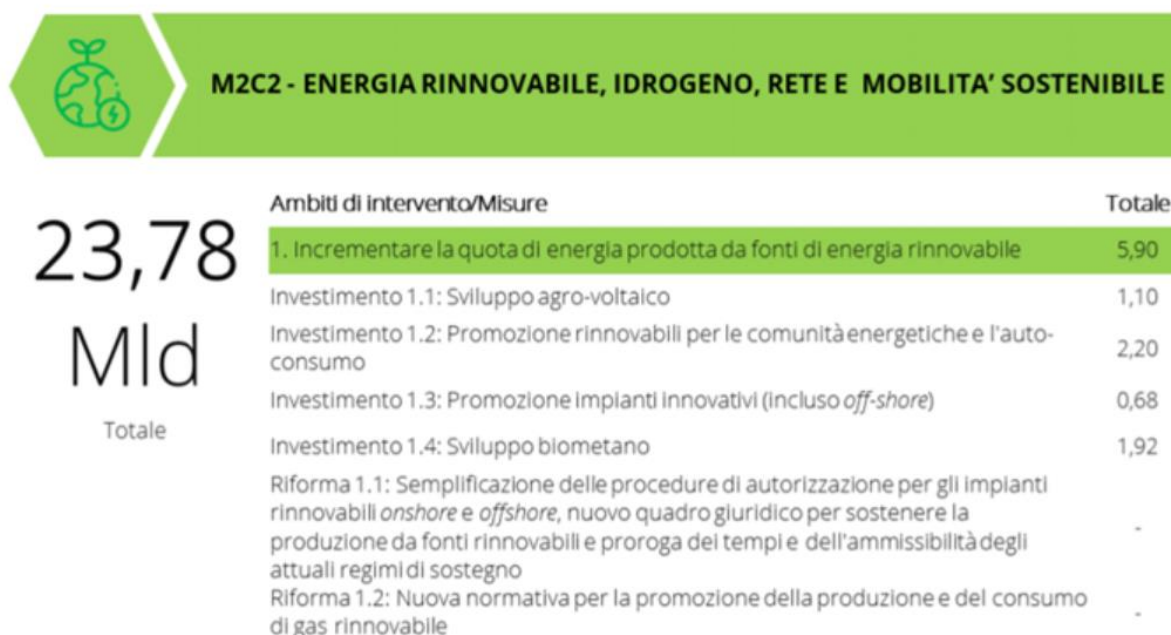 M2C2 - ENERGIA RINNOVABILE, IDROGENO, RETE E MOBILITA' SOSTENIBILE
23,78
Mld
Totale
Ambiti di intervento/Misure Totale
1. Incrementare la quota di energia prodotta da fonti di energia rinnovabile 5,90
Investimento 1.1: Sviluppo agro-voltaico 1,10
Investimento 1.2: Promozione rinnovabili per le comunità energetiche e l'auto-
consumo 2,20
Investimento 1.3: Promozione impianti innovativi (incluso off-shore) 0,68
Investimento 1.4: Sviluppo biometano 1,92
Riforma 1.1: Semplificazione delle procedure di autorizzazione per gli impianti
rinnovabili onshore e offshore, nuovo quadro giuridico per sostenere la
produzione da fonti rinnovabili e proroga dei tempi e dell'ammissibilità degli
attuali regimi di sostegno -
Riforma 1.2: Nuova normativa per la promozione della produzione e del consumo
di gas rinnovabile -